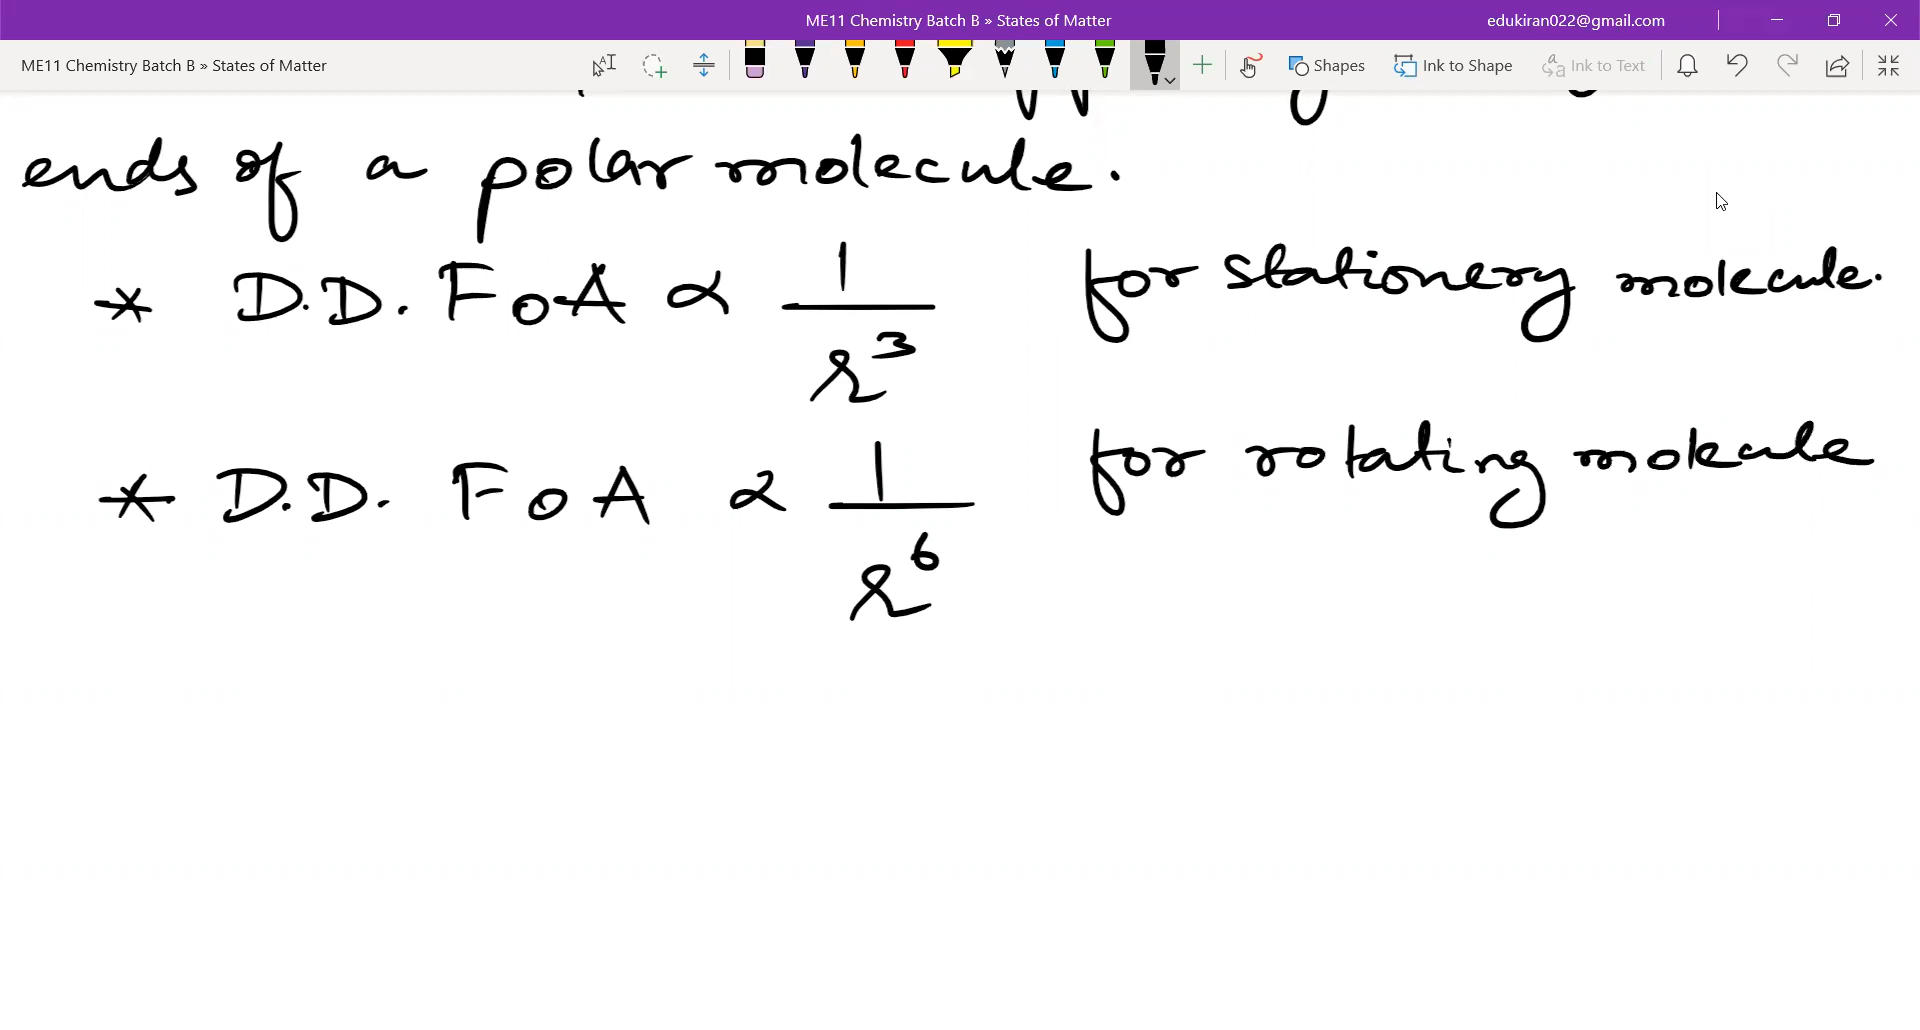 ME11 Chemistry Batch B » States of Matter
edukiran022@gmail.com
ME11 Chemistry Batch B » States of Matter
Shapes
Ink to Shape
Ink to Text
ends of a polar molecule.
* D.D. FoA ∝ 1/r³ for stationery molecule.
* D.D. FoA ∝ 1/r⁶ for rotating molecule